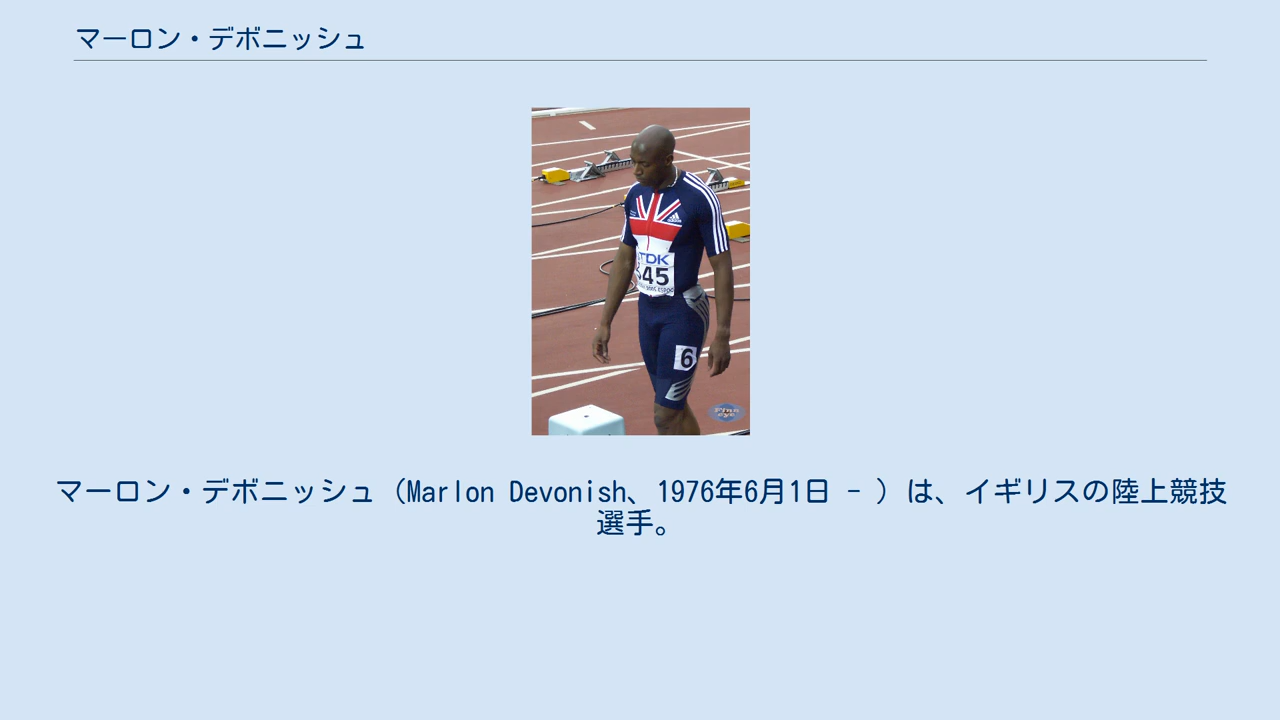 マーロン・デボニッシュ
adidas
TDK
345
6
マーロン・デボニッシュ（Marlon Devonish、1976年6月1日 - ）は、イギリスの陸上競技
選手。